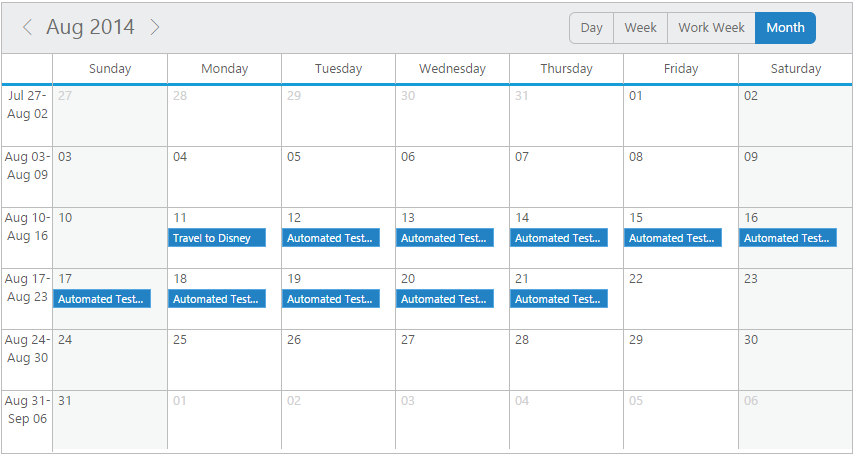 Aug 2014
Day Week Work Week Month
Sunday Monday Tuesday Wednesday Thursday Friday Saturday
Jul 27-
Aug 02
27 28 29 30 31 01 02
Aug 03-
Aug 09
03 04 05 06 07 08 09
Aug 10-
Aug 16
10 11 12 13 14 15 16
Travel to Disney Automated Test... Automated Test... Automated Test... Automated Test... Automated Test...
Aug 17-
Aug 23
17 18 19 20 21 22 23
Automated Test... Automated Test... Automated Test... Automated Test... Automated Test...
Aug 24-
Aug 30
24 25 26 27 28 29 30
Aug 31-
Sep 06
31 01 02 03 04 05 06